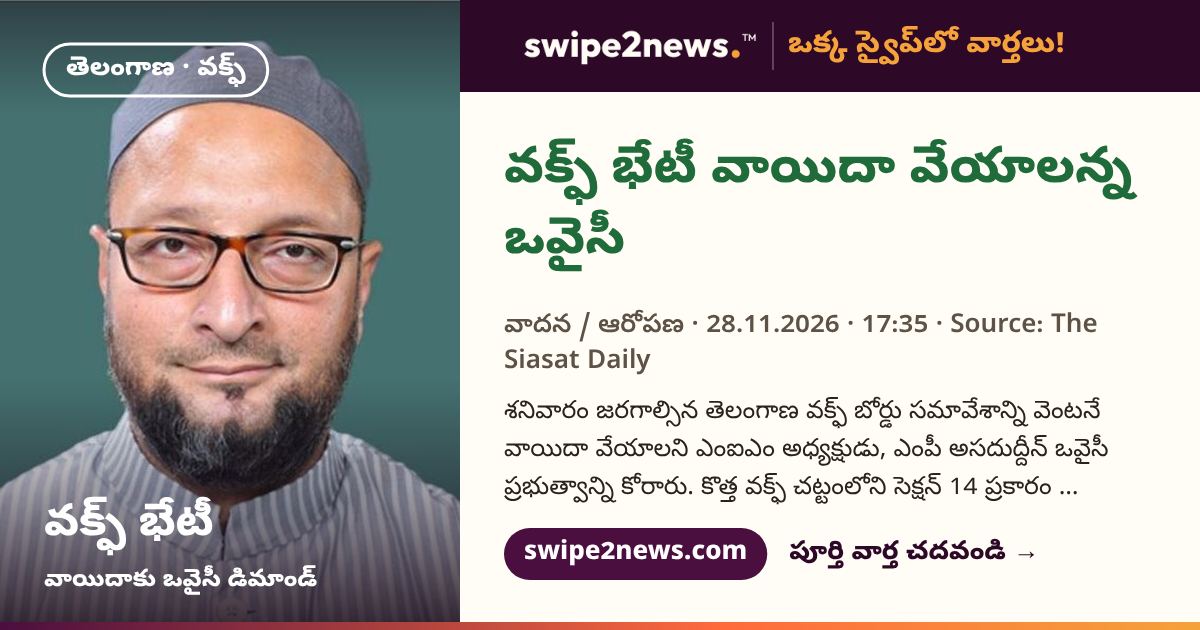 తెలంగాణ · వక్ఫ్
వక్ఫ్ భేటీ
వాయిదాకు ఒవైసీ డిమాండ్
swipe2news.™
ఒక్క స్వైప్‌లో వార్తలు!
వక్ఫ్ భేటీ వాయిదా వేయాలన్న
ఒవైసీ
వాదన / ఆరోపణ · 28.11.2026 · 17:35 · Source: The
Siasat Daily
శనివారం జరగాల్సిన తెలంగాణ వక్ఫ్ బోర్డు సమావేశాన్ని వెంటనే
వాయిదా వేయాలని ఎంఐఎం అధ్యక్షుడు, ఎంపీ అసదుద్దీన్ ఒవైసీ
ప్రభుత్వాన్ని కోరారు. కొత్త వక్ఫ్ చట్టంలోని సెక్షన్ 14 ప్రకారం ...
swipe2news.com
పూర్తి వార్త చదవండి →